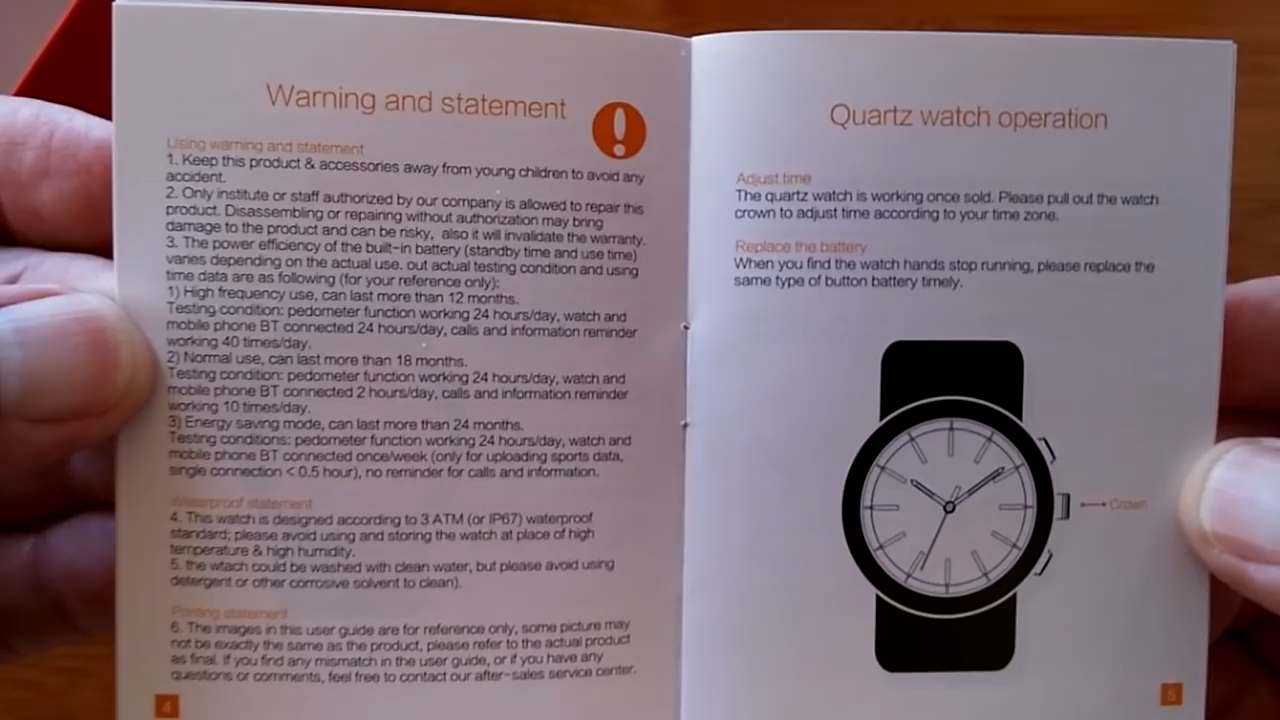 Warning and statement
Using warning and statement
1. Keep this product & accessories away from young children to avoid any
accident.
2. Only institute or staff authorized by our company is allowed to repair this
product. Disassembling or repairing without authorization may bring
damage to the product and can be risky, also it will invalidate the warranty.
3. The power efficiency of the built-in battery (standby time and use time)
varies depending on the actual use. out actual testing condition and using
time data are as following (for your reference only):
1) High frequency use, can last more than 12 months.
Testing condition: pedometer function working 24 hours/day, watch and
mobile phone BT connected 24 hours/day, calls and information reminder
working 40 times/day.
2) Normal use, can last more than 18 months.
Testing condition: pedometer function working 24 hours/day, watch and
mobile phone BT connected 2 hours/day, calls and information reminder
working 10 times/day.
3) Energy saving mode, can last more than 24 months.
Testing conditions: pedometer function working 24 hours/day, watch and
mobile phone BT connected once/week (only for uploading sports data,
single connection < 0.5 hour), no reminder for calls and information.
Waterproof statement
4. This watch is designed according to 3 ATM (or IP67) waterproof
standard; please avoid using and storing the watch at place of high
temperature & high humidity.
5. the wtach could be washed with clean water, but please avoid using
detergent or other corrosive solvent to clean).
Printing statement
6. The images in this user guide are for reference only, some picture may
not be exactly the same as the product, please refer to the actual product
as final. If you find any mismatch in the user guide, or if you have any
questions or comments, feel free to contact our after-sales service center.
4
Quartz watch operation
Adjust time
The quartz watch is working once sold. Please pull out the watch
crown to adjust time according to your time zone.
Replace the battery
When you find the watch hands stop running, please replace the
same type of button battery timely.
Crown
5